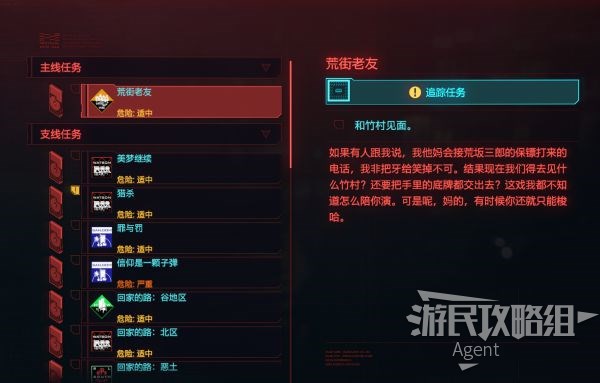 主线任务
荒街老友
危险: 适中
支线任务
美梦继续
危险: 适中
猎杀
危险: 适中
罪与罚
危险: 适中
信仰是一颗子弹
危险: 严重
回家的路：谷地区
危险: 适中
回家的路：北区
危险: 适中
回家的路：恶土
荒街老友
追踪任务
和竹村见面。
如果有人跟我说，我他妈会接荒坂三郎的保镖打来的
电话，我非把牙给笑掉不可。结果现在我们得去见什
么竹村？还要把手里的底牌都交出去？这戏我都不知
道怎么陪你演。可是呢，妈的，有时候你还就只能梭
哈。
游民攻略组
Agent